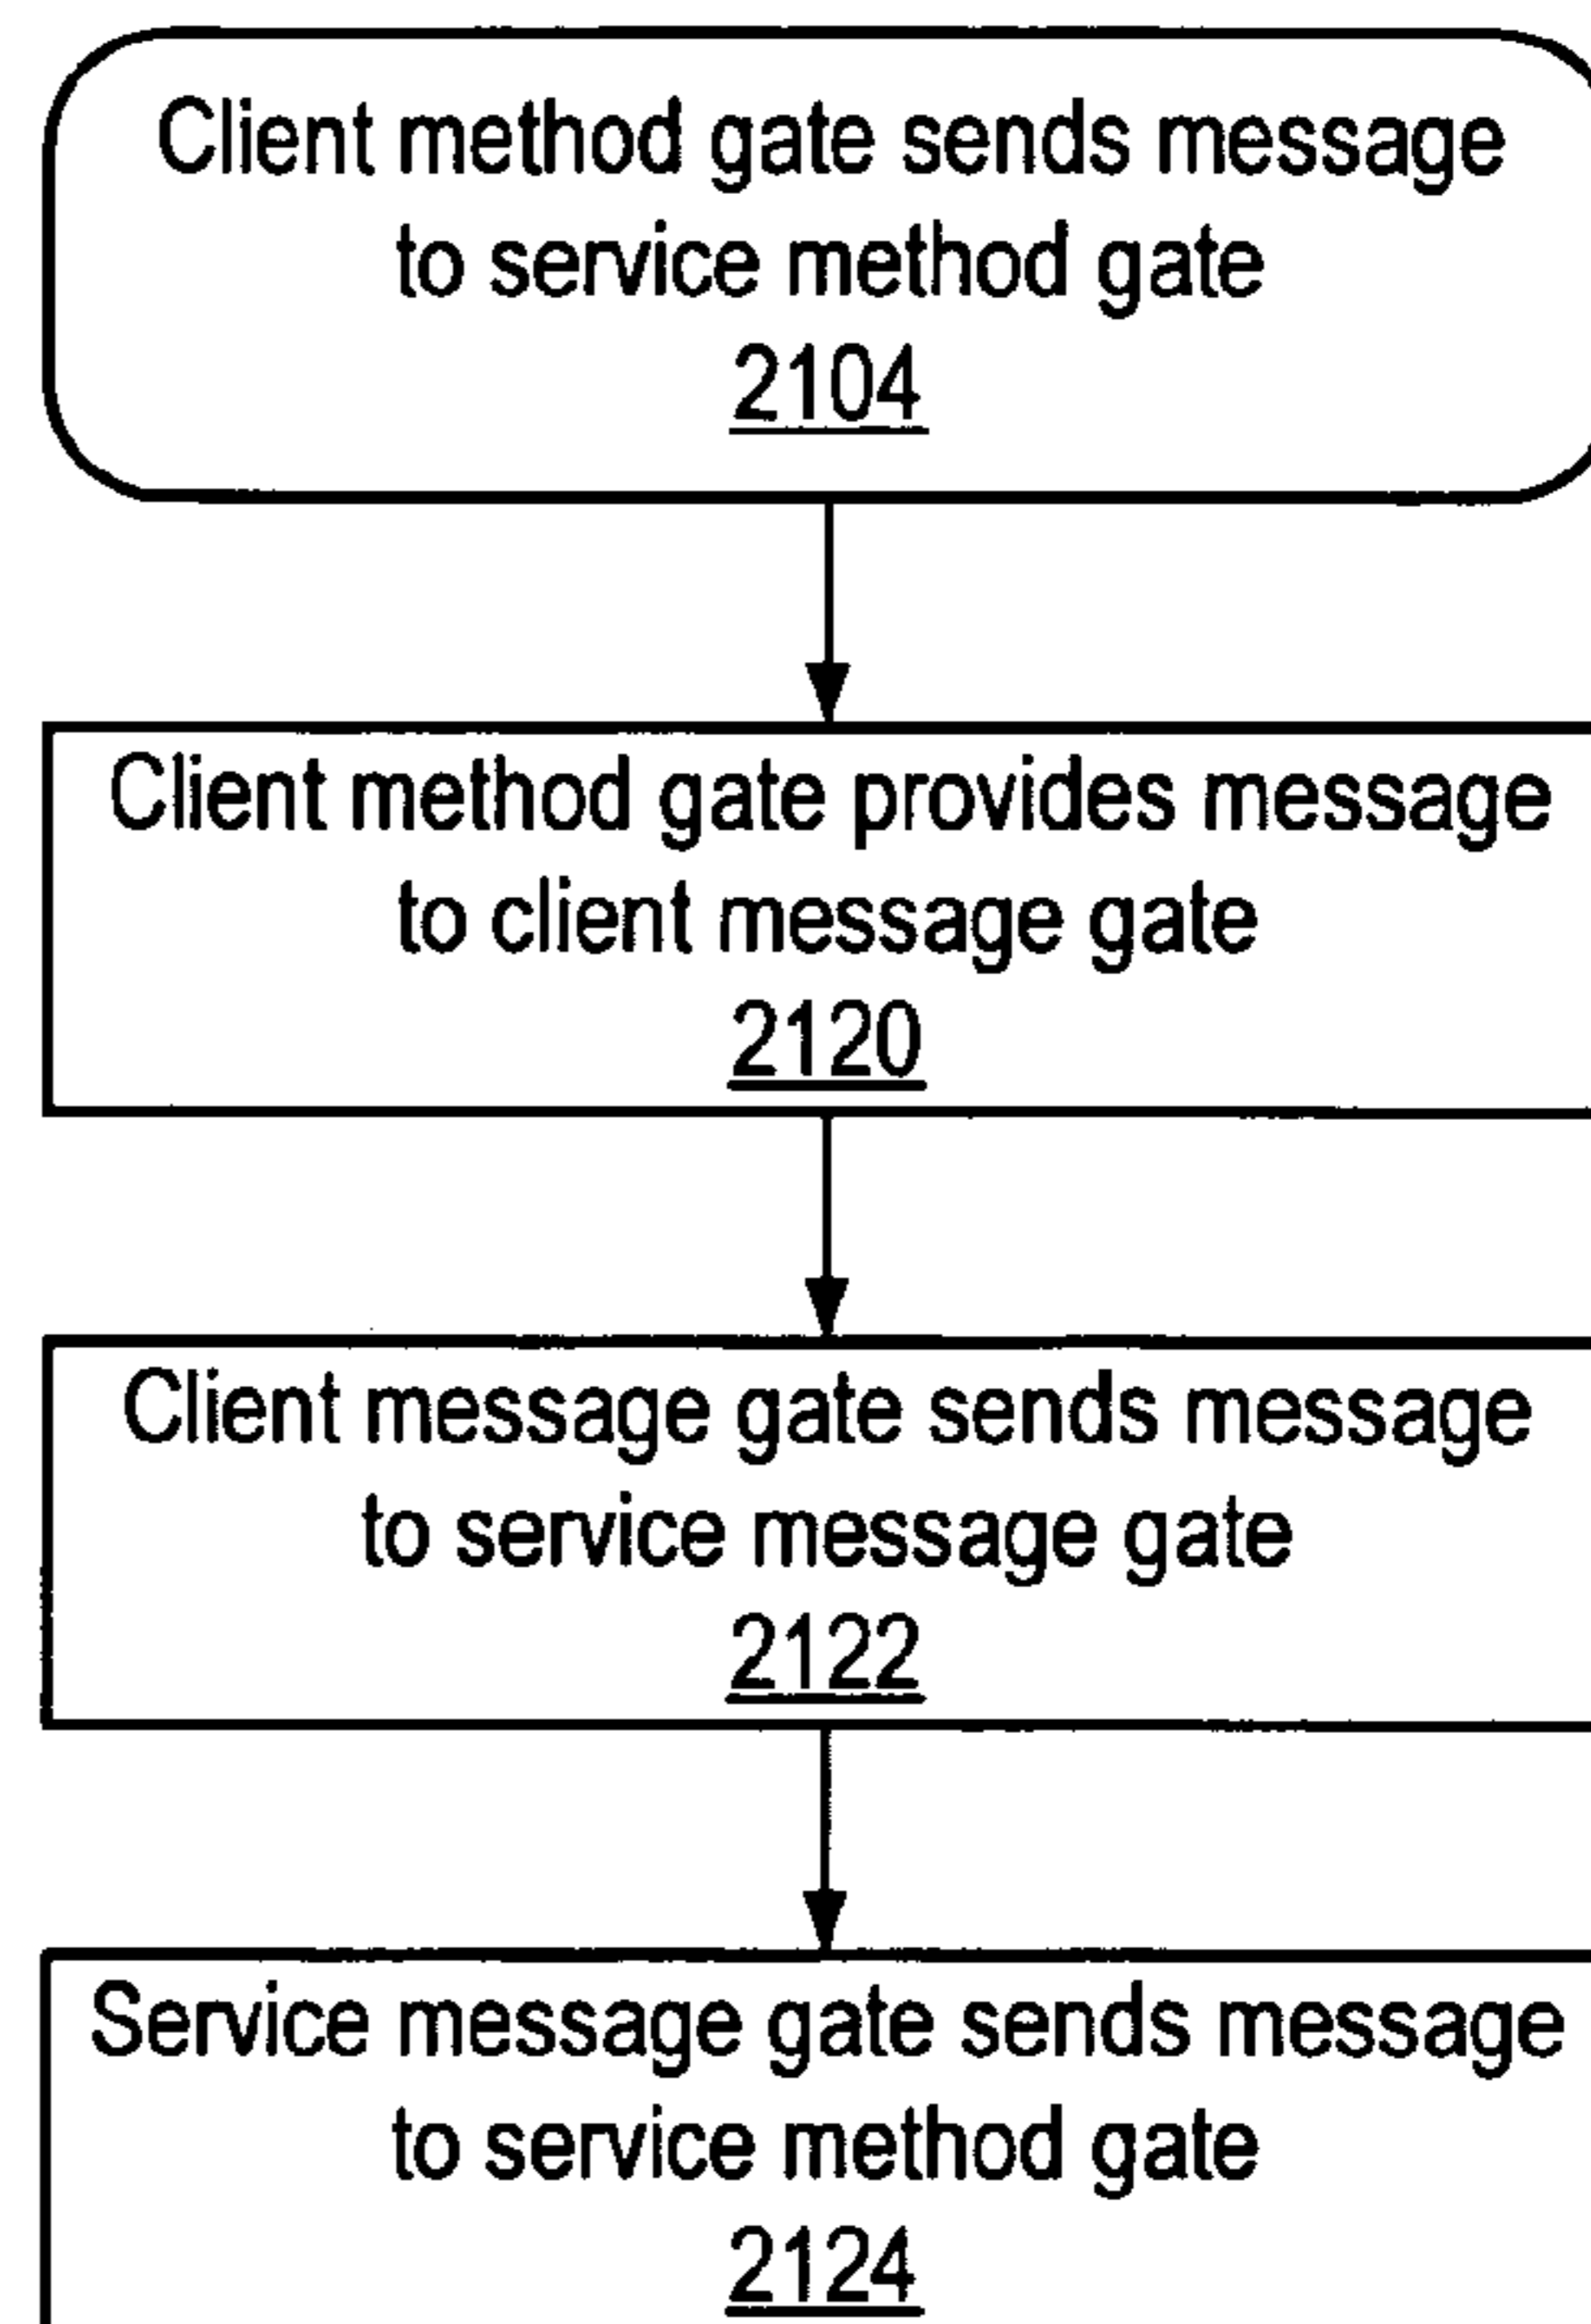 Client method gate sends message
to service method gate
2104
Client method gate provides message
to client message gate
2120
Client message gate sends message
to service message gate
2122
Service message gate sends message
to service method gate
2124